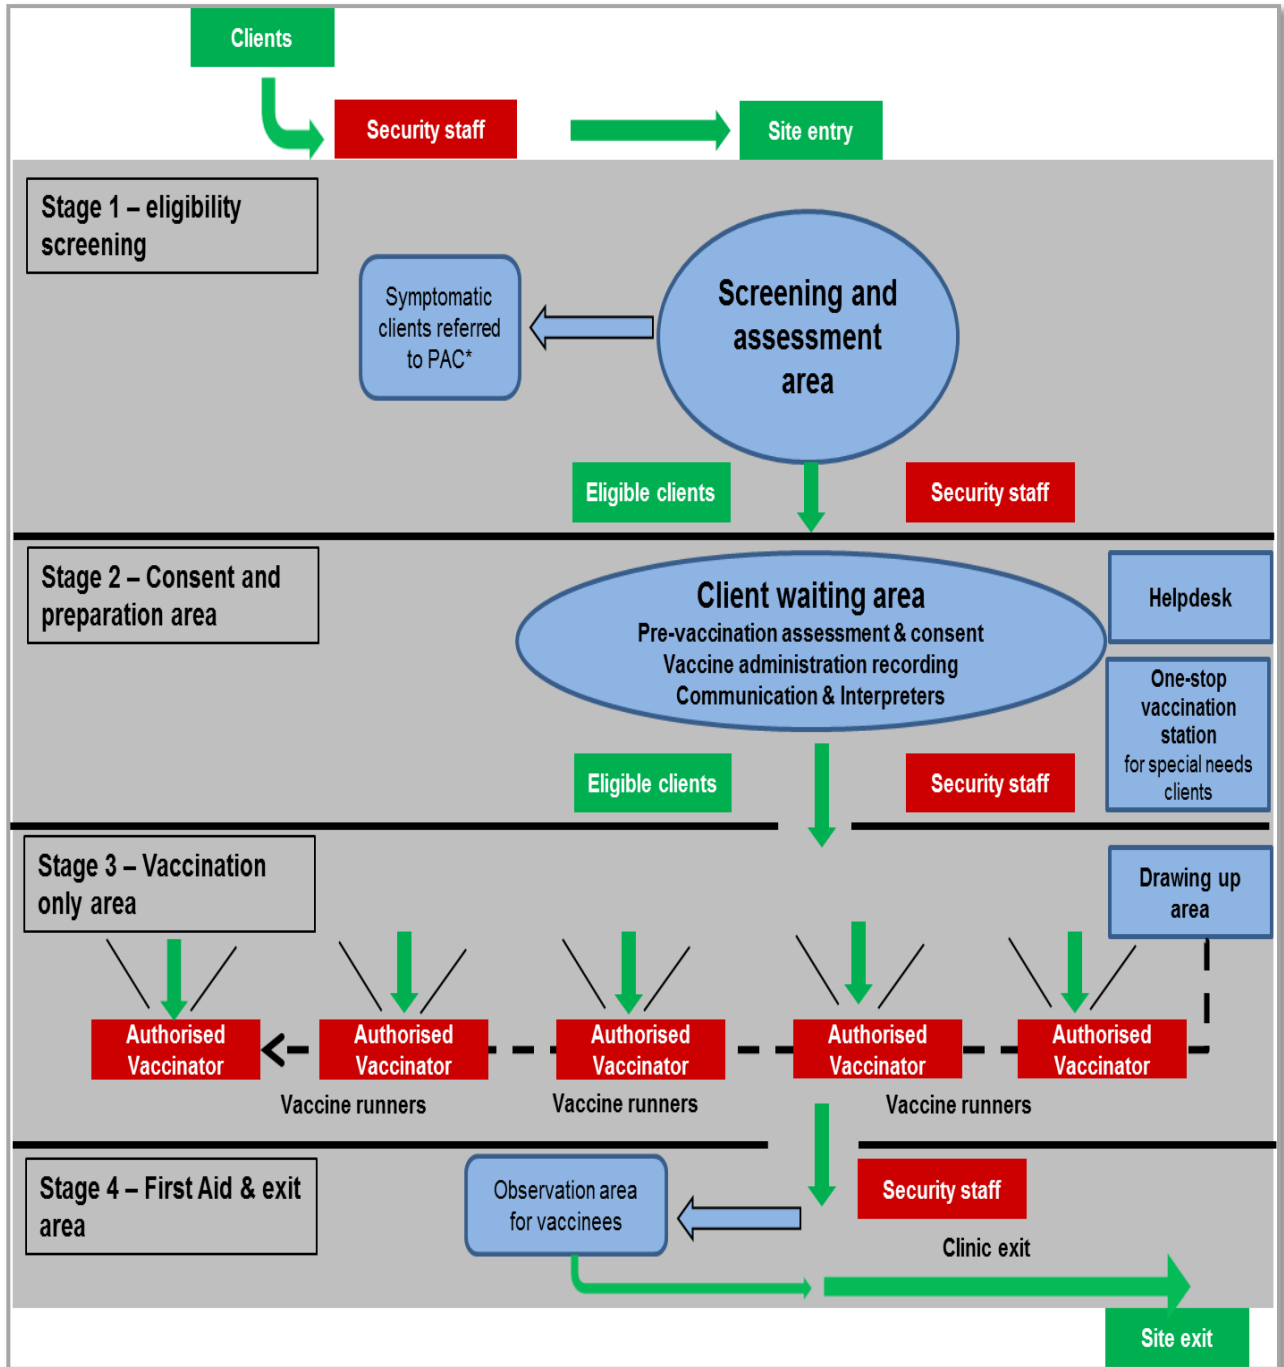 Clients
Security staff
Site entry
Stage 1 – eligibility
screening
Symptomatic
clients referred
to PAC*
Screening and
assessment
area
Eligible clients
Security staff
Stage 2 – Consent and
preparation area
Client waiting area
Pre-vaccination assessment & consent
Vaccine administration recording
Communication & Interpreters
Helpdesk
One-stop
vaccination
station
for special needs
clients
Eligible clients
Security staff
Stage 3 – Vaccination
only area
Drawing up
area
Authorised
Vaccinator
Authorised
Vaccinator
Authorised
Vaccinator
Authorised
Vaccinator
Authorised
Vaccinator
Vaccine runners
Vaccine runners
Vaccine runners
Stage 4 – First Aid & exit
area
Observation area
for vaccinees
Security staff
Clinic exit
Site exit